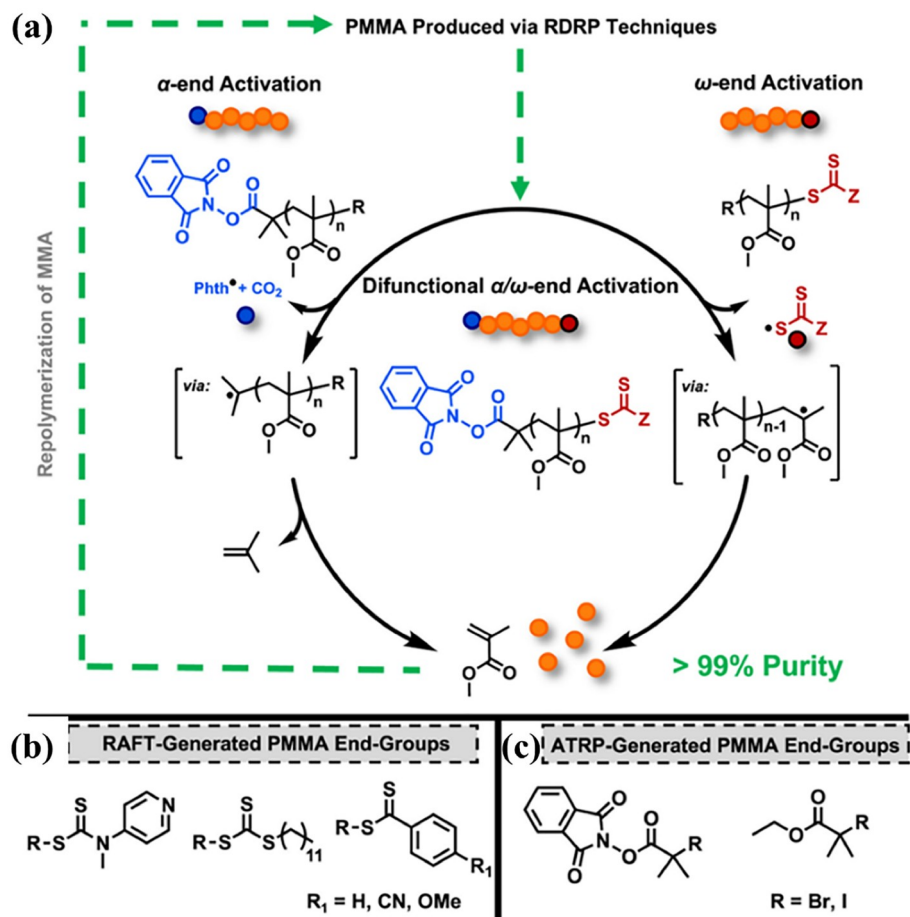 (a)
PMMA Produced via RDRP Techniques
α-end Activation
ω-end Activation
O
N
O
O
O
n
R
O
O
R
n
O
O
S
S
Z
Phth• + CO2
Difunctional α/ω-end Activation
•S
S
Z
Repolymerization of MMA
via:
•
n
R
O
O
O
N
O
O
O
n
O
O
S
S
Z
via:
R
n-1
•
O
O
O
O
O
O
> 99% Purity
(b)
RAFT-Generated PMMA End-Groups
R-S
S
N
N
R-S
S
S
11
R-S
S
R1
R1 = H, CN, OMe
(c)
ATRP-Generated PMMA End-Groups
O
N
O
O
O
R
O
O
R
R = Br, I